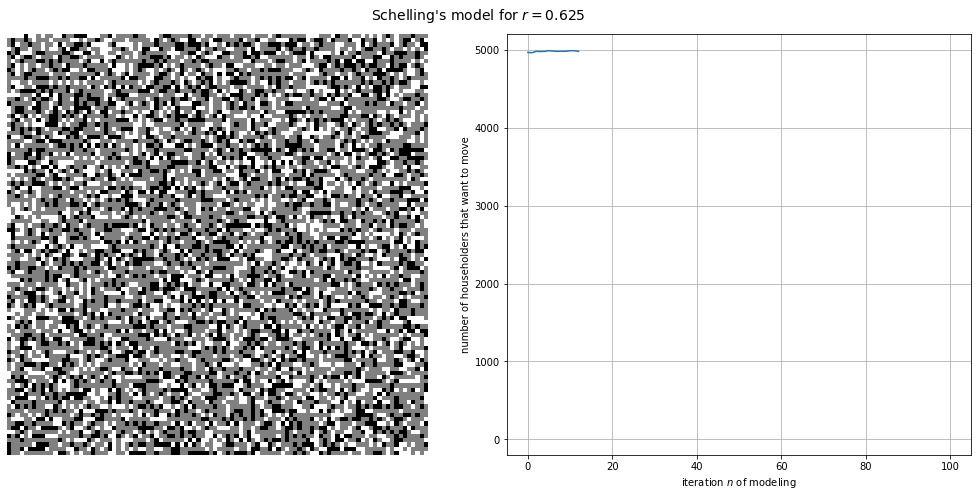 Schelling's model for r = 0.625
number of householders that want to move
5000
4000
3000
2000
1000
0
0 20 40 60 80 100
iteration n of modeling